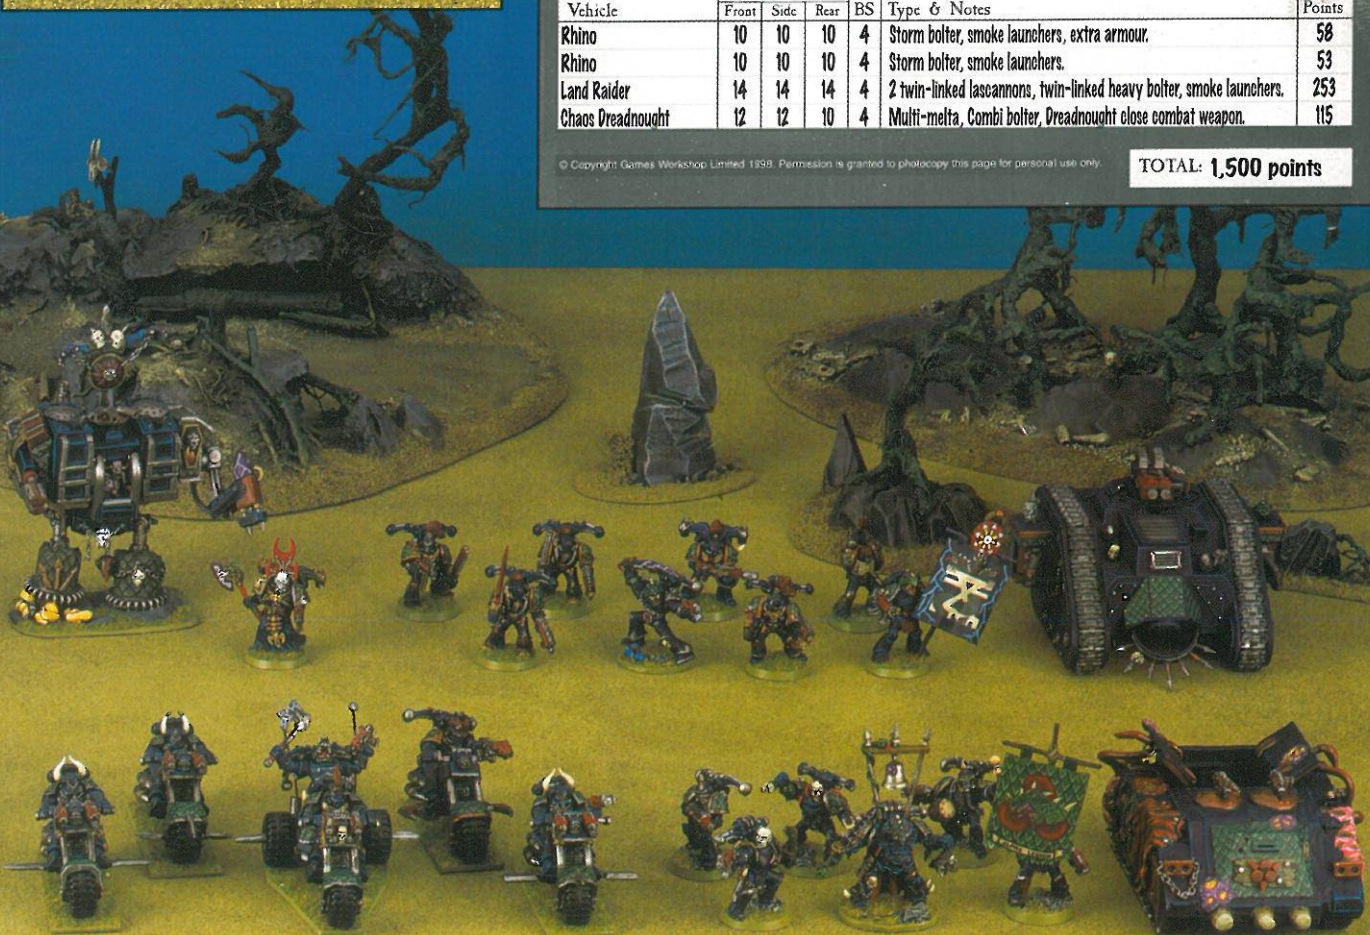 Vehicle Front Side Rear BS Type & Notes Points
Rhino 10 10 10 4 Storm bolter, smoke launchers, extra armour. 58
Rhino 10 10 10 4 Storm bolter, smoke launchers. 53
Land Raider 14 14 14 4 2 twin-linked lascannons, twin-linked heavy bolter, smoke launchers. 253
Chaos Dreadnought 12 12 10 4 Multi-melta, Combi bolter, Dreadnought close combat weapon. 115
© Copyright Games Workshop Limited 1998. Permission is granted to photocopy this page for personal use only.
TOTAL: 1,500 points